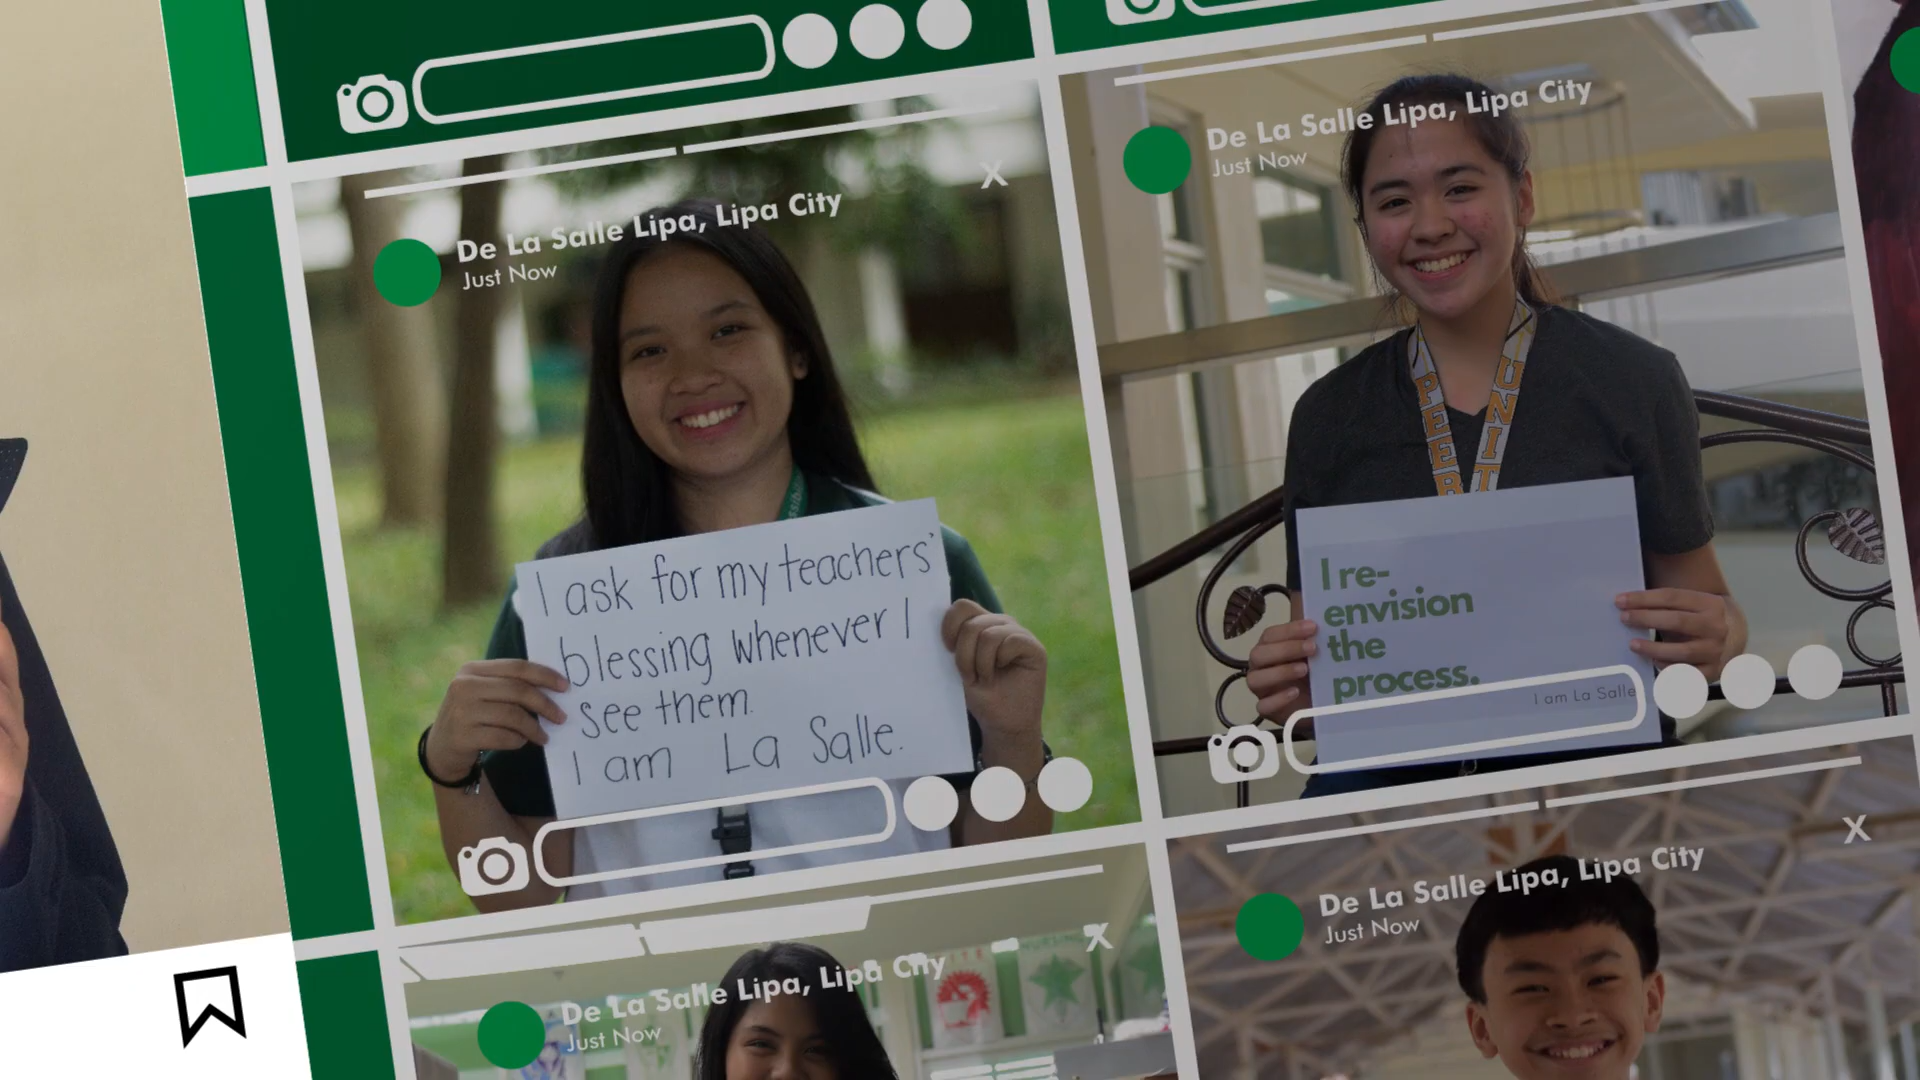 De La Salle Lipa, Lipa City
Just Now
X
I ask for my teachers'
blessing whenever I
see them.
I am La Salle.
De La Salle Lipa, Lipa City
Just Now
PEER
UNIT
I re-
envision
the
process.
I am La Salle
De La Salle Lipa, Lipa City
Just Now
X
De La Salle Lipa, Lipa City
Just Now
X